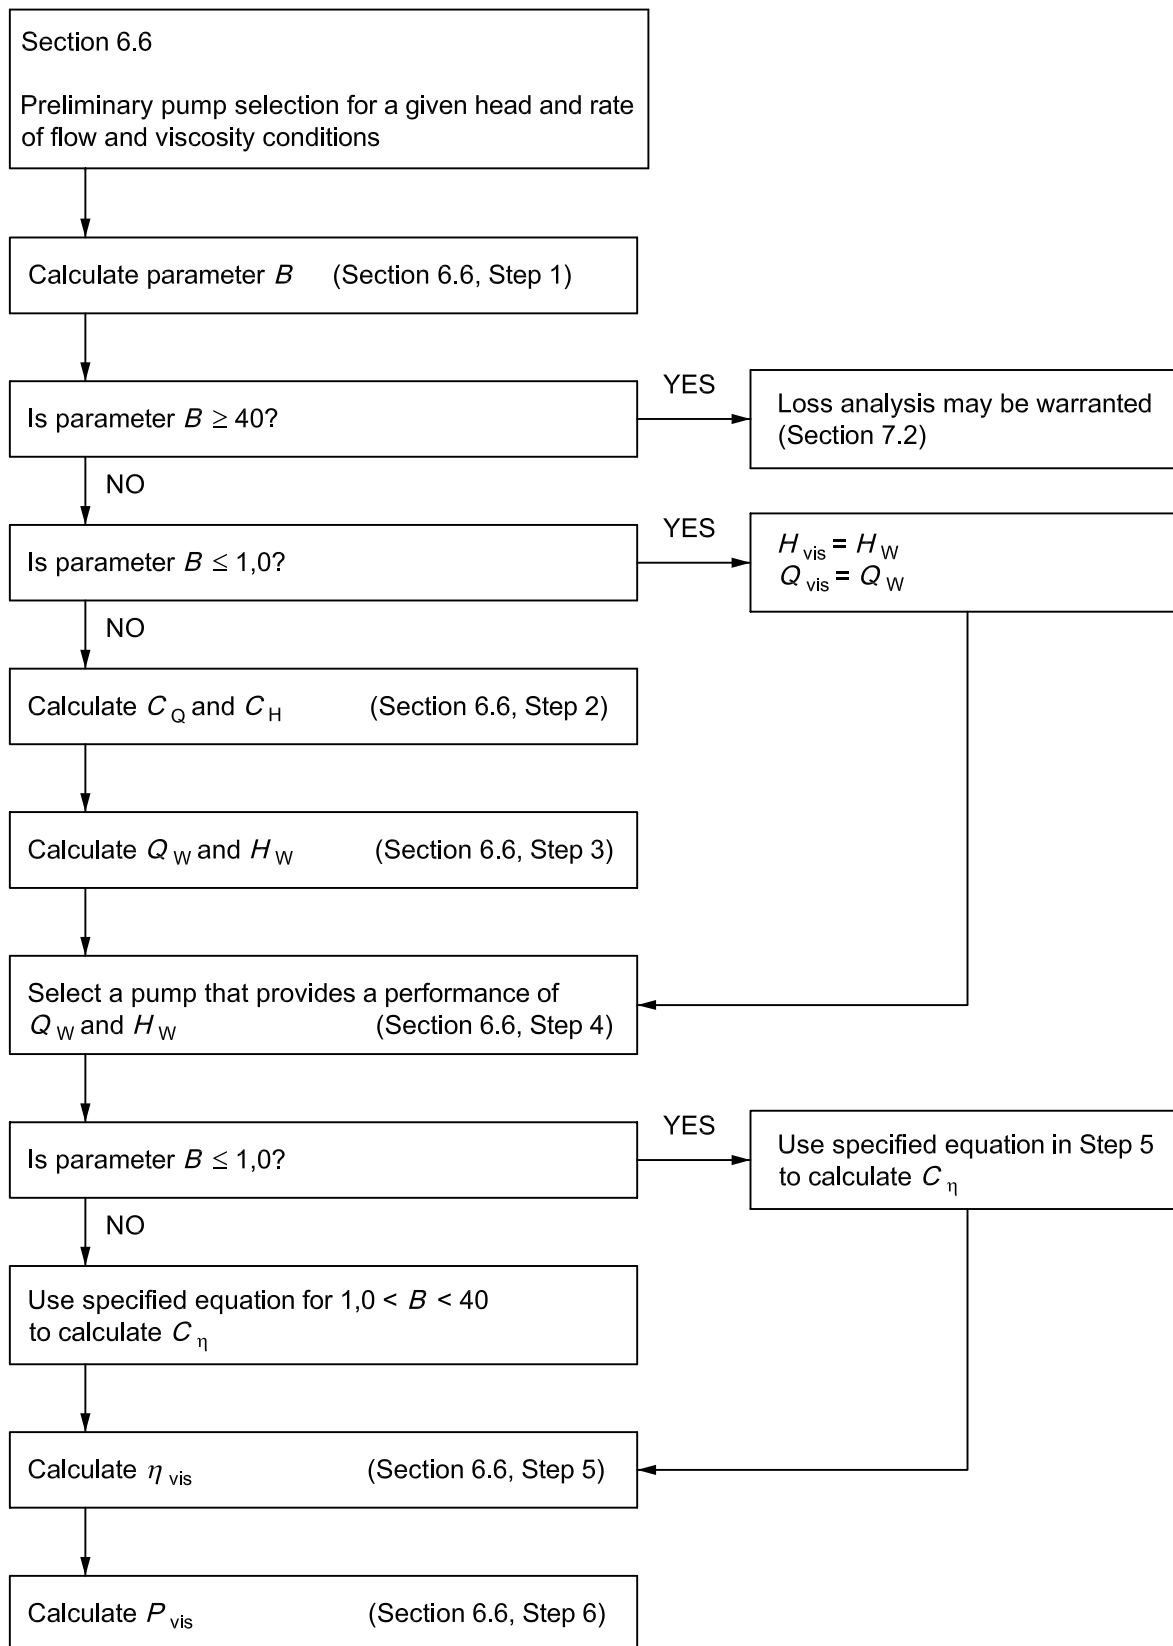 Section 6.6
Preliminary pump selection for a given head and rate
of flow and viscosity conditions
Calculate parameter B (Section 6.6, Step 1)
Is parameter B ≥ 40?
YES
Loss analysis may be warranted
(Section 7.2)
NO
Is parameter B ≤ 1,0?
YES
H vis = H W
Q vis = Q W
NO
Calculate C Q and C H (Section 6.6, Step 2)
Calculate Q W and H W (Section 6.6, Step 3)
Select a pump that provides a performance of
Q W and H W (Section 6.6, Step 4)
Is parameter B ≤ 1,0?
YES
Use specified equation in Step 5
to calculate C η
NO
Use specified equation for 1,0 < B < 40
to calculate C η
Calculate η vis (Section 6.6, Step 5)
Calculate P vis (Section 6.6, Step 6)